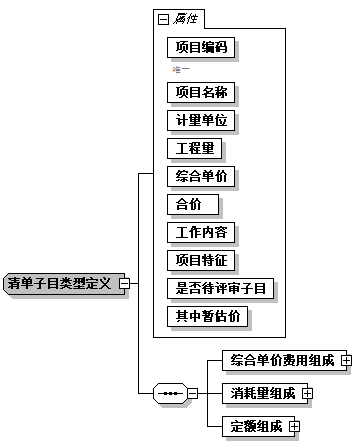 属性
项目编码
唯一
项目名称
计量单位
工程量
综合单价
合价
工作内容
项目特征
是否待评审子目
其中暂估价
清单子目类型定义
综合单价费用组成
消耗量组成
定额组成